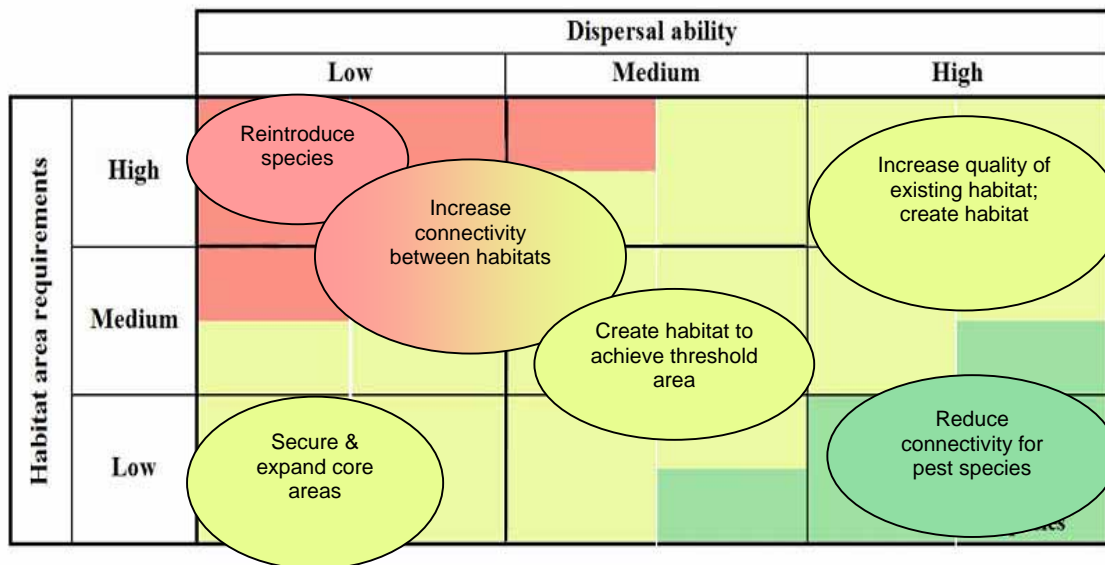 Dispersal ability
Low
Medium
High
Habitat area requirements
High
Reintroduce
species
Increase
connectivity
between habitats
Increase quality of
existing habitat;
create habitat
Medium
Create habitat to
achieve threshold
area
Low
Secure &
expand core
areas
Reduce
connectivity for
pest species